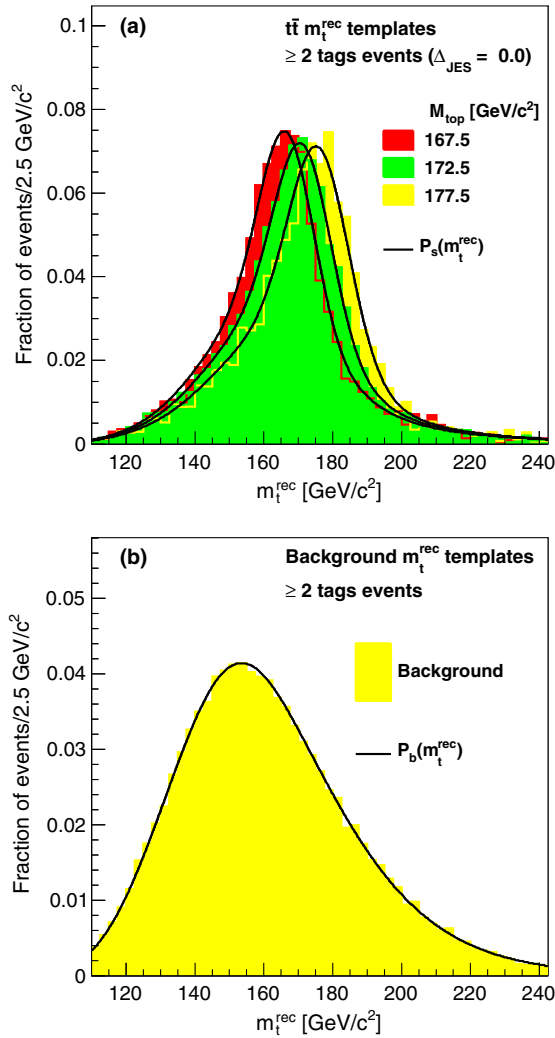 (a)
tt̄ m_t^rec templates
≥ 2 tags events (Δ_JES = 0.0)
M_top [GeV/c²]
167.5
172.5
177.5
P_s(m_t^rec)
Fraction of events/2.5 GeV/c²
0.1
0.08
0.06
0.04
0.02
0
120 140 160 180 200 220 240
m_t^rec [GeV/c²]
(b)
Background m_t^rec templates
≥ 2 tags events
Background
P_b(m_t^rec)
Fraction of events/2.5 GeV/c²
0.05
0.04
0.03
0.02
0.01
0
120 140 160 180 200 220 240
m_t^rec [GeV/c²]